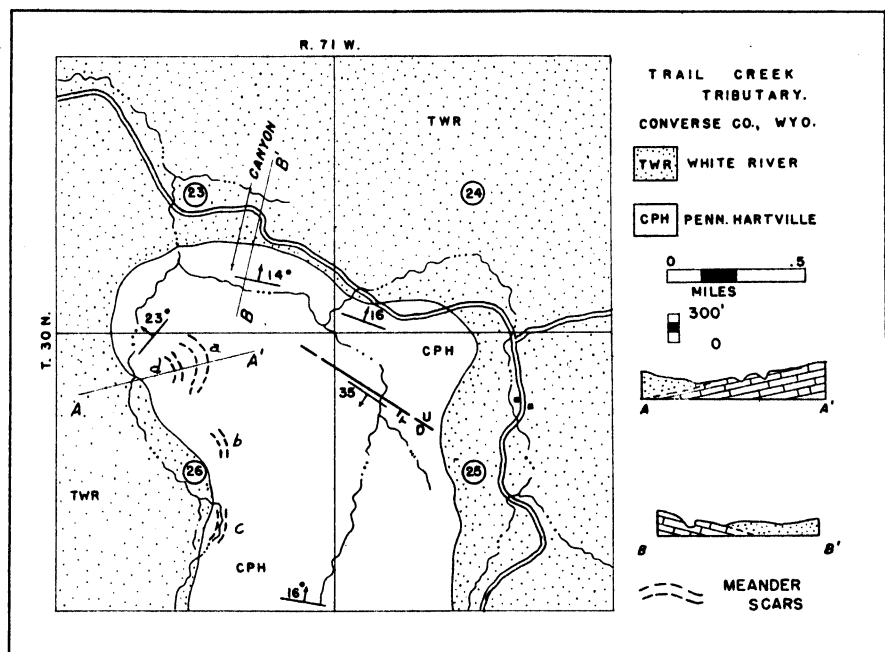 R. 71 W.
T. 30 N.
TWR
CANYON
B'
23
24
14°
B
16
23°
CPH
a
d
A'
A
35
U
D
b
26
25
TWR
c
CPH
16°
TRAIL CREEK
TRIBUTARY.
CONVERSE CO., WYO.
TWR WHITE RIVER
CPH PENN. HARTVILLE
0 .5
MILES
300'
0
A A'
B B'
MEANDER
SCARS